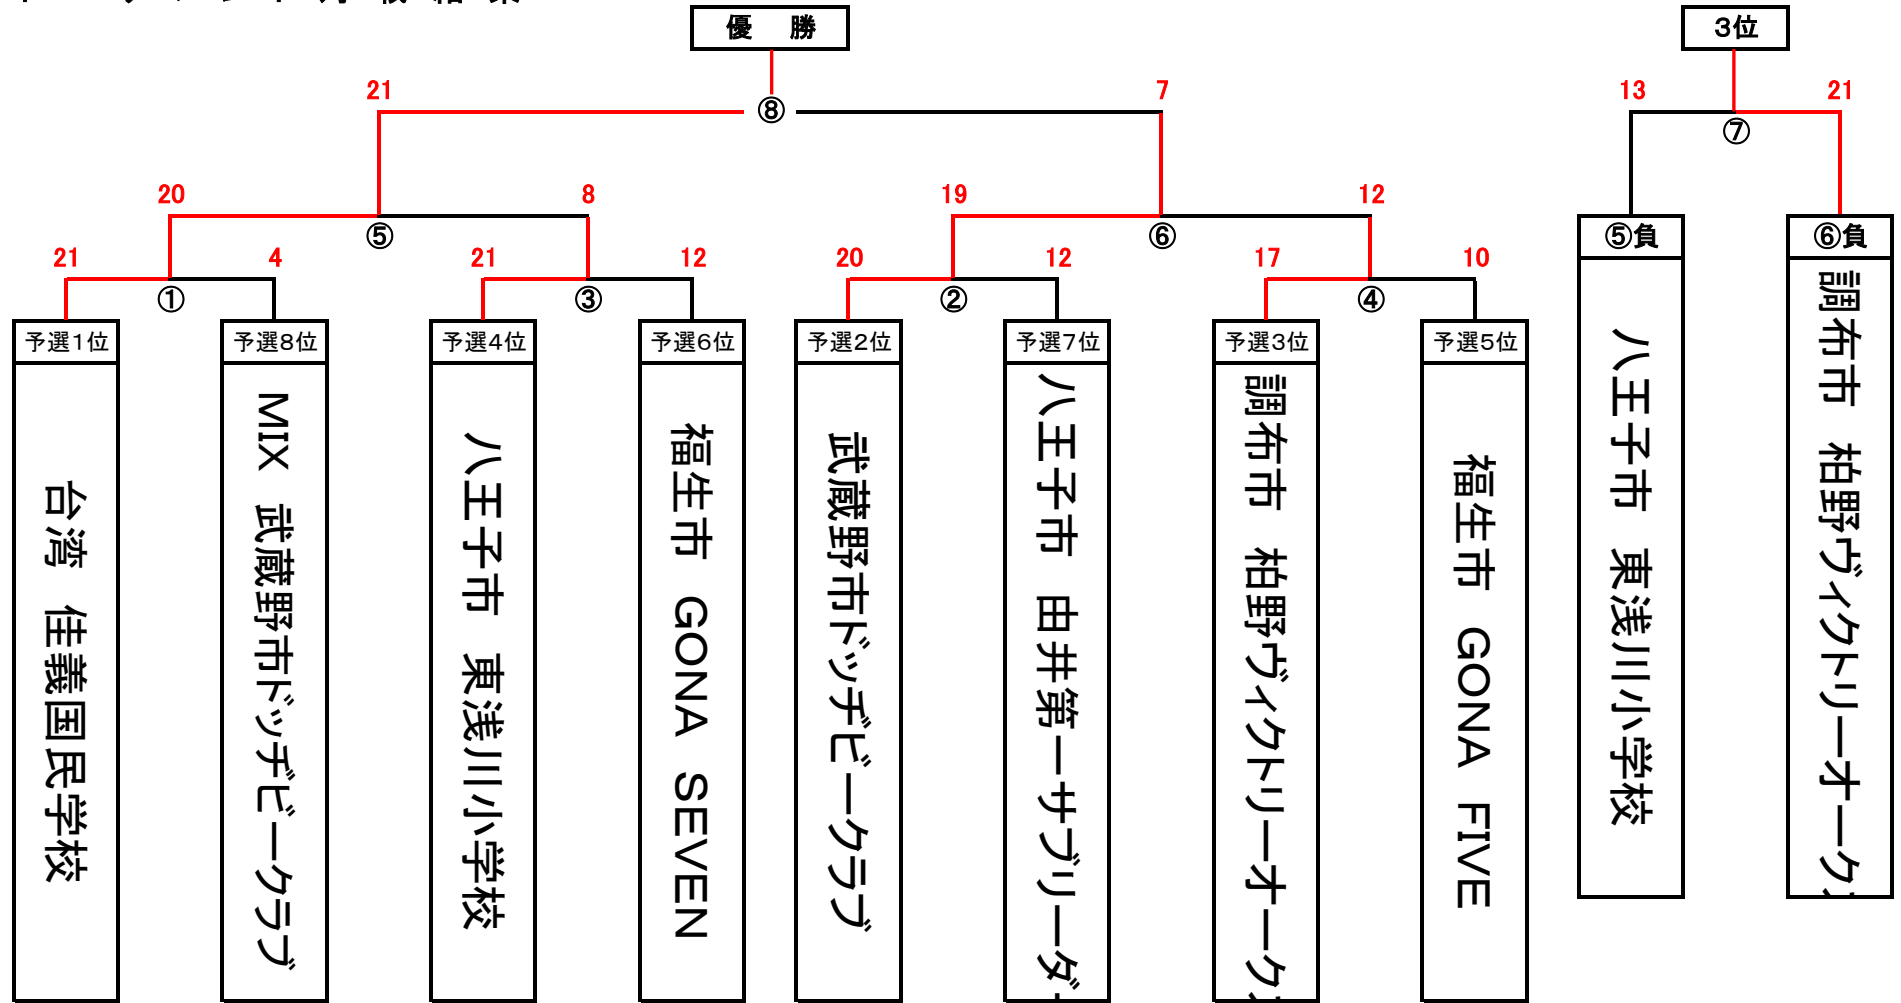 優　勝
3位
21
7
13
21
⑧
⑦
20
8
19
12
⑤
⑥
⑤負
⑥負
21
4
21
12
20
12
17
10
①
③
②
④
予選1位
予選8位
予選4位
予選6位
予選2位
予選7位
予選3位
予選5位
台湾　佳義国民学校
MIX　武蔵野市ドッヂビークラブ
八王子市　東浅川小学校
福生市　GONA　SEVEN
武蔵野市ドッヂビークラブ
八王子市　由井第一サブリーダ
調布市　柏野ヴィクトリーオーク
福生市　GONA　FIVE
八王子市　東浅川小学校
調布市　柏野ヴィクトリーオーク